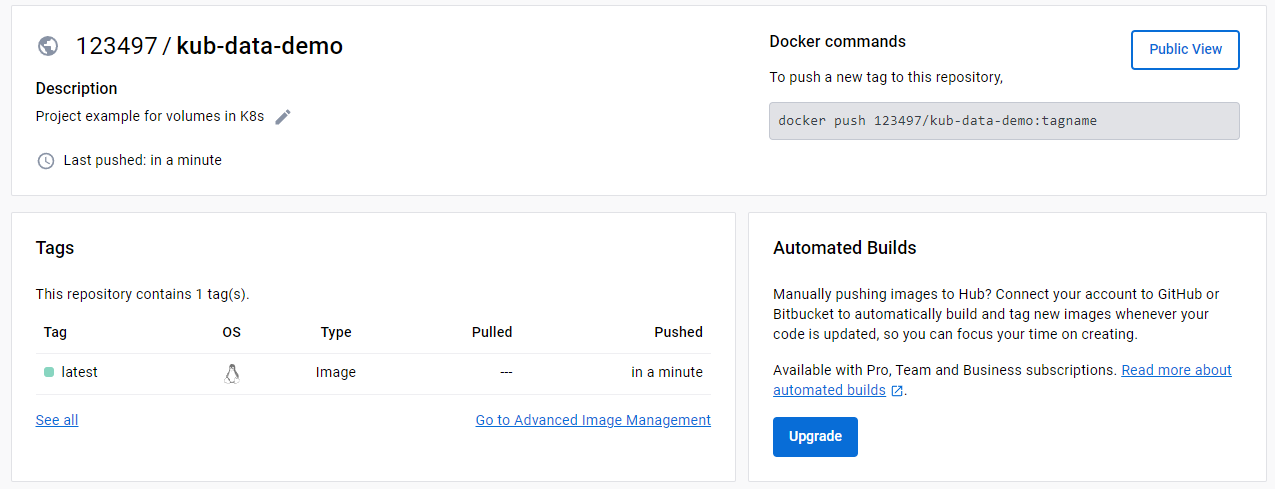 123497 / kub-data-demo
Description
Project example for volumes in K8s
Last pushed: in a minute
Docker commands
Public View
To push a new tag to this repository,
docker push 123497/kub-data-demo:tagname
Tags
This repository contains 1 tag(s).
Tag OS Type Pulled Pushed
latest Image --- in a minute
See all Go to Advanced Image Management
Automated Builds
Manually pushing images to Hub? Connect your account to GitHub or
Bitbucket to automatically build and tag new images whenever your
code is updated, so you can focus your time on creating.
Available with Pro, Team and Business subscriptions. Read more about
automated builds .
Upgrade